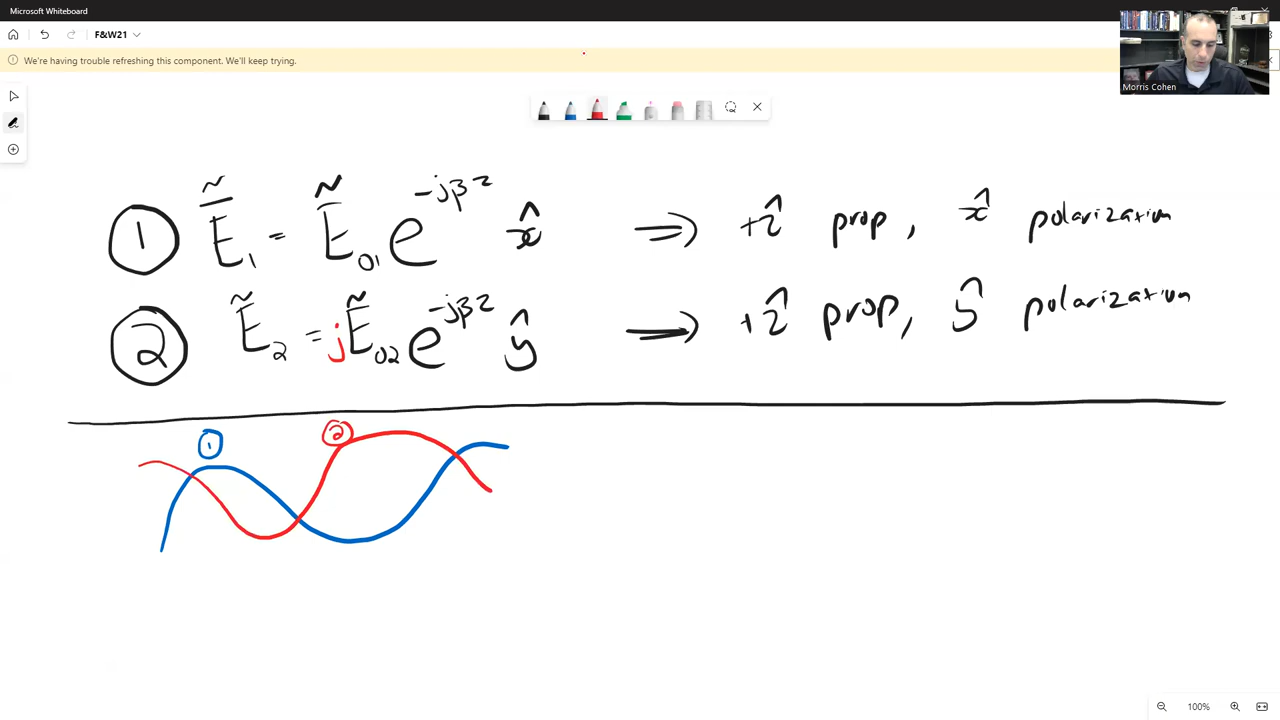 Microsoft Whiteboard
F&W21
We're having trouble refreshing this component. We'll keep trying.
Morris Cohen
① Ẽ₁ = Ẽ₀₁ e^{-jβz} x̂ ⇒ +ẑ prop, x̂ polarization
② Ẽ₂ = jẼ₀₂ e^{-jβz} ŷ ⇒ +ẑ prop, ŷ polarization
① ②
100%